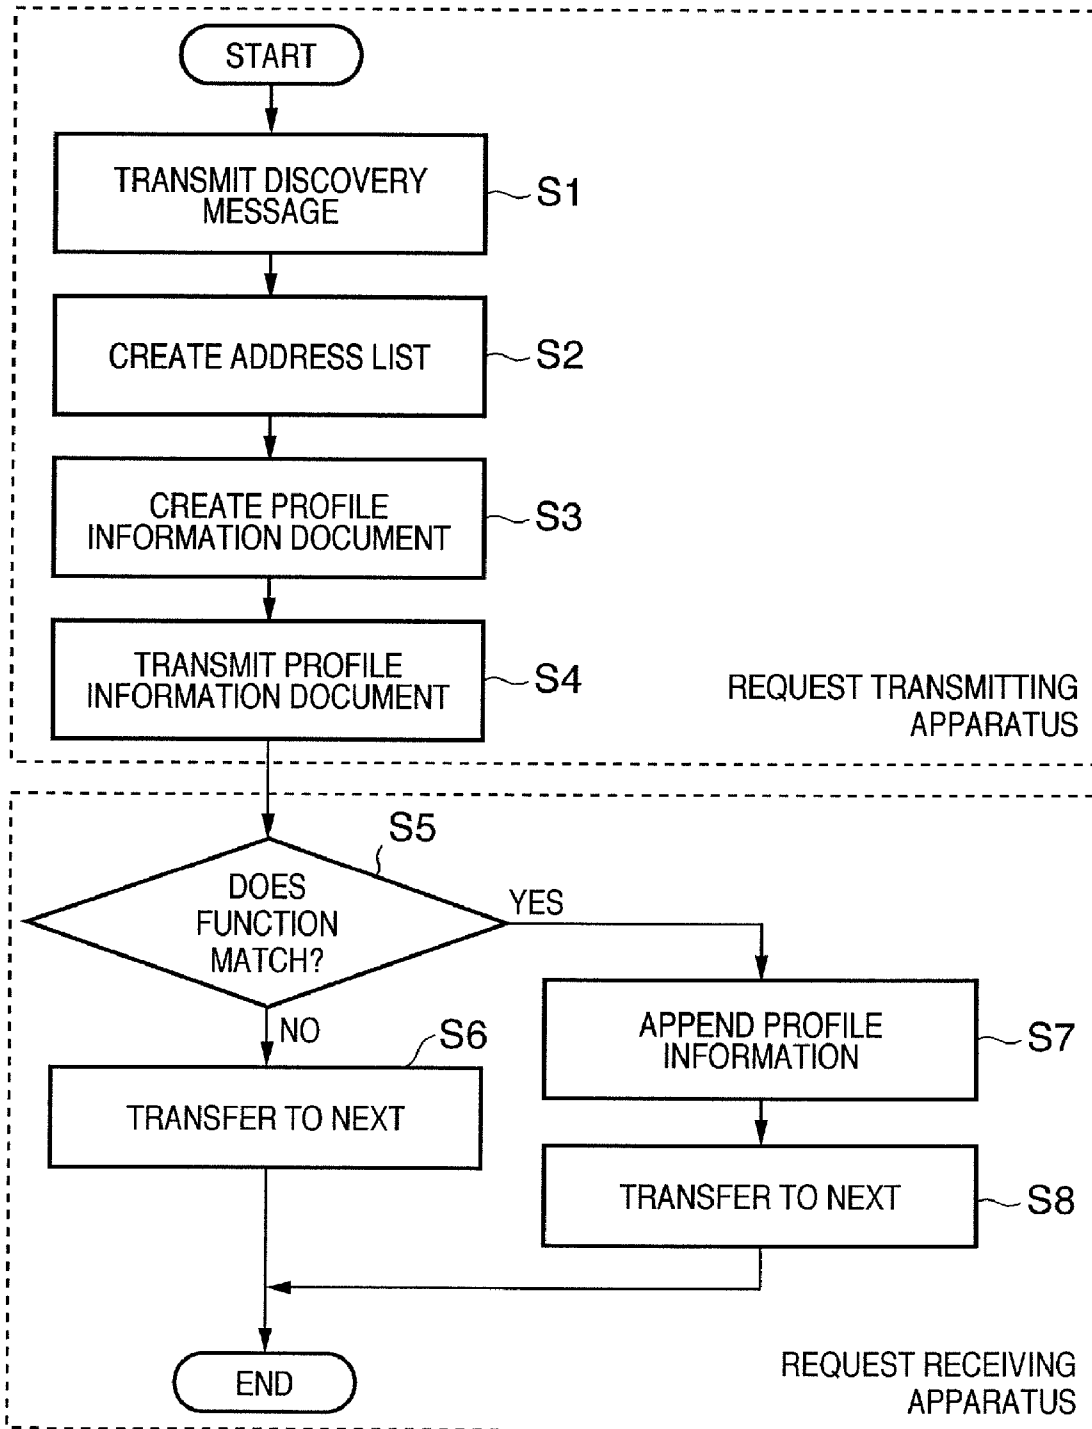 START
TRANSMIT DISCOVERY
MESSAGE
S1
CREATE ADDRESS LIST
S2
CREATE PROFILE
INFORMATION DOCUMENT
S3
TRANSMIT PROFILE
INFORMATION DOCUMENT
S4
REQUEST TRANSMITTING
APPARATUS
S5
DOES
FUNCTION
MATCH?
YES
NO
S6
TRANSFER TO NEXT
APPEND PROFILE
INFORMATION
S7
TRANSFER TO NEXT
S8
END
REQUEST RECEIVING
APPARATUS